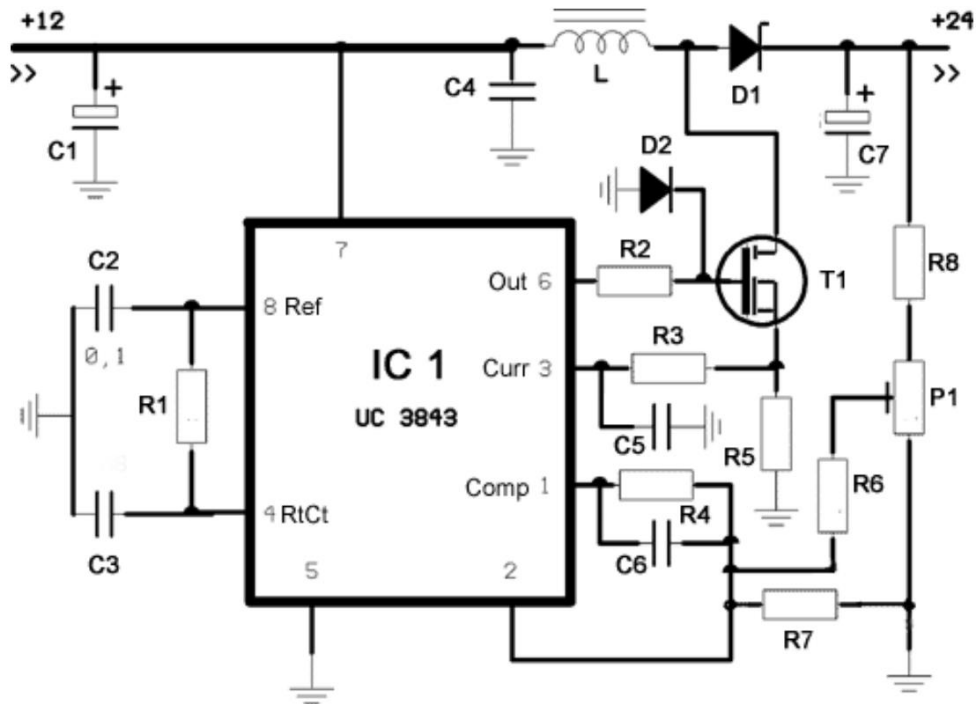 +12
+24
>>
>>
L
C4
D1
+
+
C1
D2
C7
7
C2
R2
R8
Out 6
T1
8 Ref
0,1
R3
IC 1
Curr 3
P1
R1
UC 3843
C5
R5
Comp 1
R6
4 RtCt
R4
C3
C6
5
2
R7